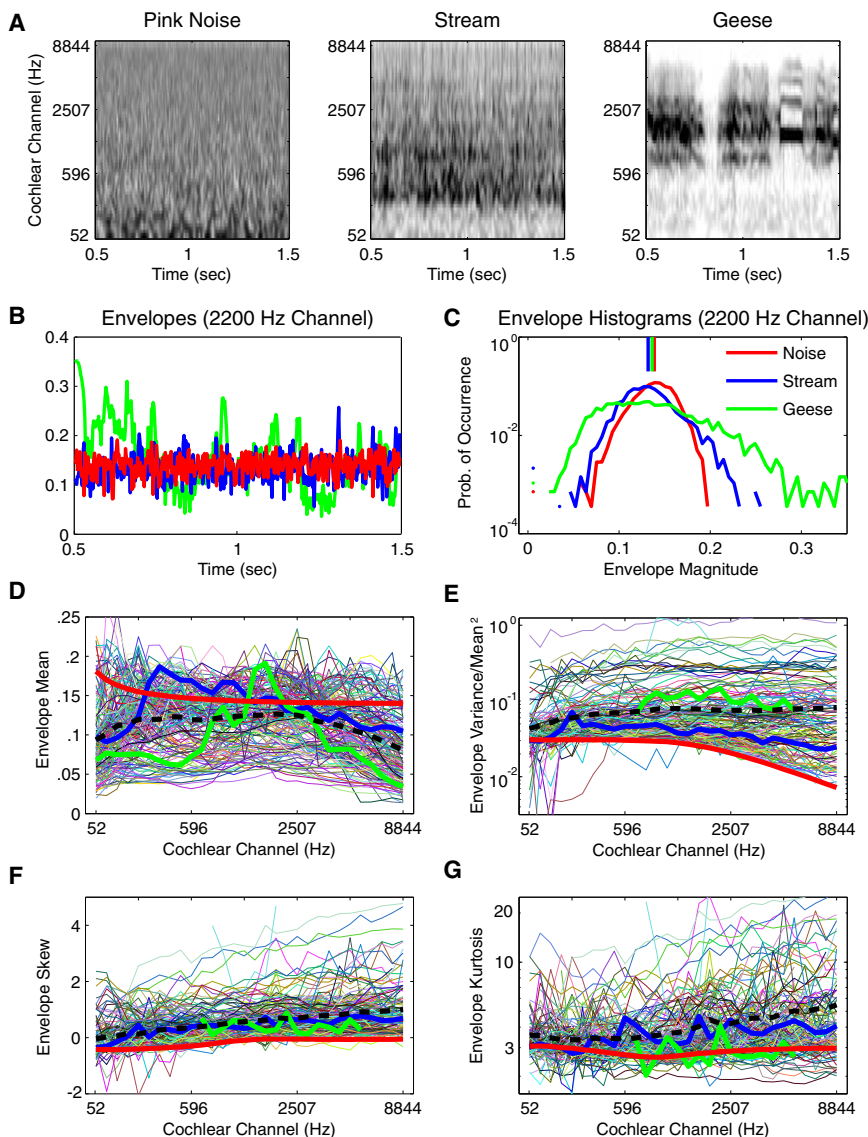 A
Pink Noise
Stream
Geese
Cochlear Channel (Hz)
8844
2507
596
52
0.5
1
1.5
Time (sec)
8844
2507
596
52
0.5
1
1.5
Time (sec)
8844
2507
596
52
0.5
1
1.5
Time (sec)
B
Envelopes (2200 Hz Channel)
0.4
0.3
0.2
0.1
0
0.5
1
1.5
Time (sec)
C
Envelope Histograms (2200 Hz Channel)
Prob. of Occurrence
10^0
10^-2
10^-4
Noise
Stream
Geese
0
0.1
0.2
0.3
Envelope Magnitude
D
Envelope Mean
.25
.2
.15
.1
.05
0
52
596
2507
8844
Cochlear Channel (Hz)
E
Envelope Variance/Mean²
10^0
10^-1
10^-2
52
596
2507
8844
Cochlear Channel (Hz)
F
Envelope Skew
4
2
0
-2
52
596
2507
8844
Cochlear Channel (Hz)
G
Envelope Kurtosis
20
10
3
52
596
2507
8844
Cochlear Channel (Hz)